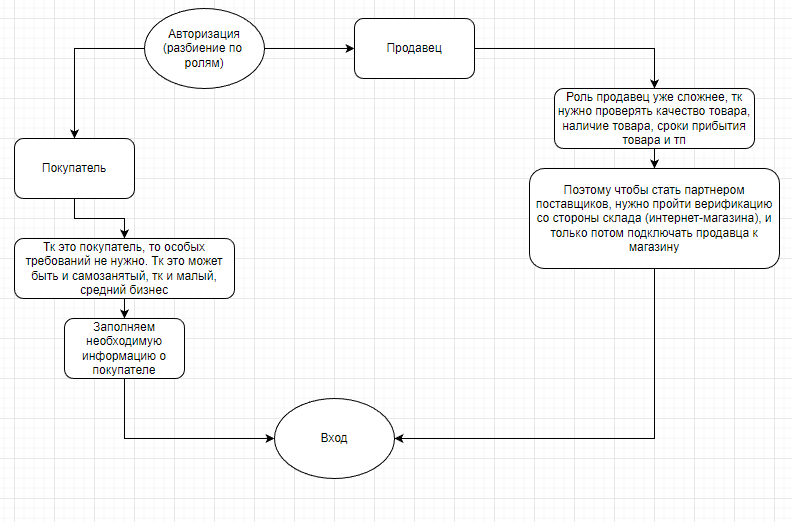 Авторизация
(разбиение по
ролям)
Продавец
Роль продавец уже сложнее, тк
нужно проверять качество товара,
наличие товара, сроки прибытия
товара и тп
Покупатель
Поэтому чтобы стать партнером
поставщиков, нужно пройти верификацию
со стороны склада (интернет-магазина), и
только потом подключать продавца к
магазину
Тк это покупатель, то особых
требований не нужно. Тк это может
быть и самозанятый, тк и малый,
средний бизнес
Заполняем
необходимую
информацию о
покупателе
Вход